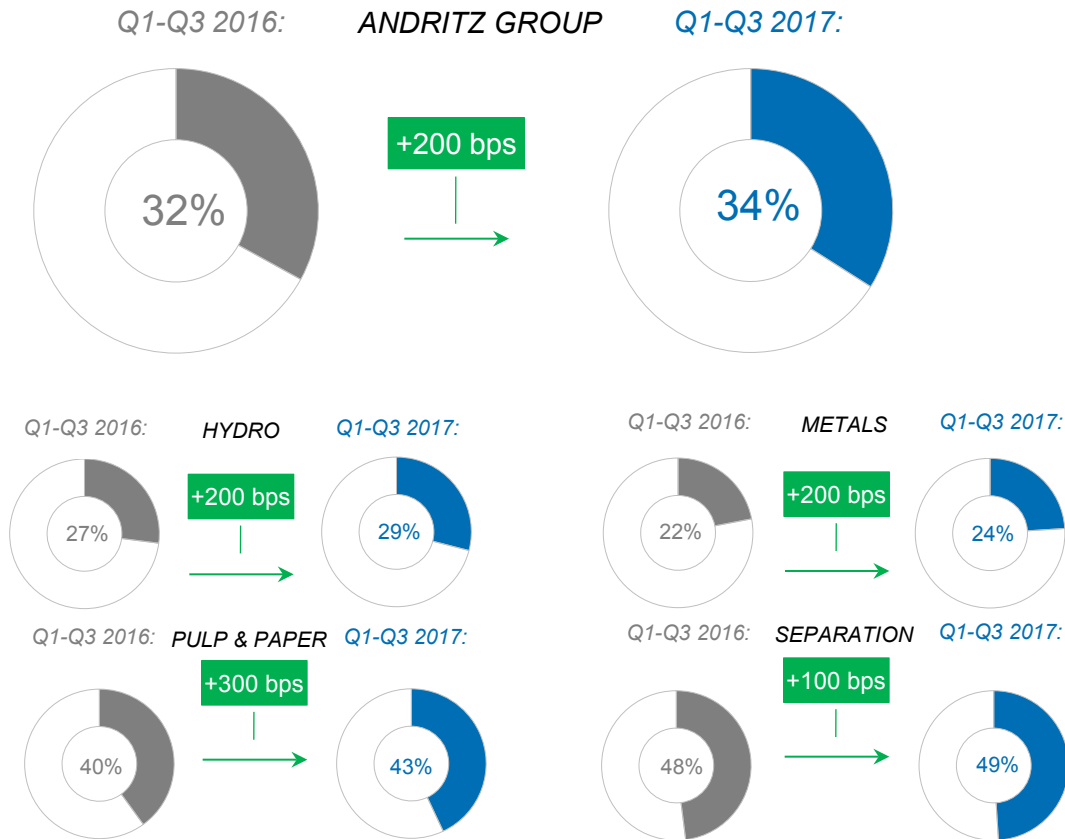 Q1-Q3 2016: ANDRITZ GROUP Q1-Q3 2017:
+200 bps
32% 34%
Q1-Q3 2016: HYDRO Q1-Q3 2017:
+200 bps
27% 29%
Q1-Q3 2016: METALS Q1-Q3 2017:
+200 bps
22% 24%
Q1-Q3 2016: PULP & PAPER Q1-Q3 2017:
+300 bps
40% 43%
Q1-Q3 2016: SEPARATION Q1-Q3 2017:
+100 bps
48% 49%